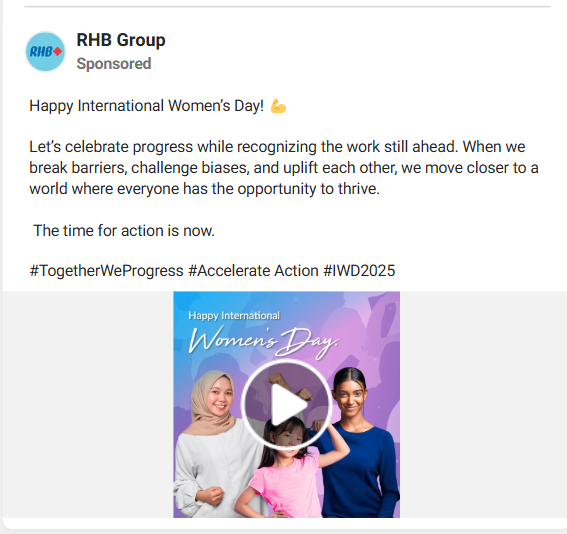 RHB
RHB Group
Sponsored
Happy International Women’s Day! 💪
Let’s celebrate progress while recognizing the work still ahead. When we
break barriers, challenge biases, and uplift each other, we move closer to a
world where everyone has the opportunity to thrive.
The time for action is now.
#TogetherWeProgress #Accelerate Action #IWD2025
Happy International
Women's Day.